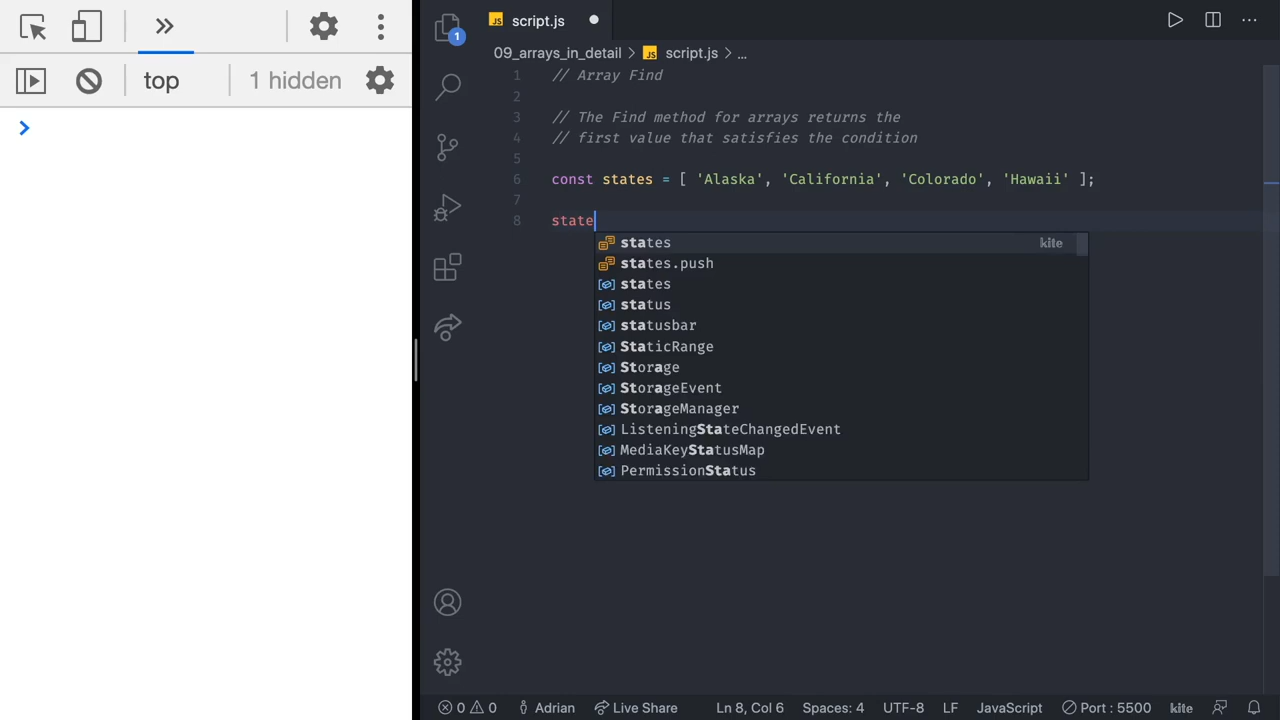 top
1 hidden
script.js
09_arrays_in_detail > script.js > ...
1 // Array Find
2
3 // The Find method for arrays returns the
4 // first value that satisfies the condition
5
6 const states = [ 'Alaska', 'California', 'Colorado', 'Hawaii' ];
7
8 state
states kite
states.push
states
status
statusbar
StaticRange
Storage
StorageEvent
StorageManager
ListeningStateChangedEvent
MediaKeyStatusMap
PermissionStatus
JS
JS
1
0 0 Adrian Live Share Ln 8, Col 6 Spaces: 4 UTF-8 LF JavaScript Port : 5500 kite